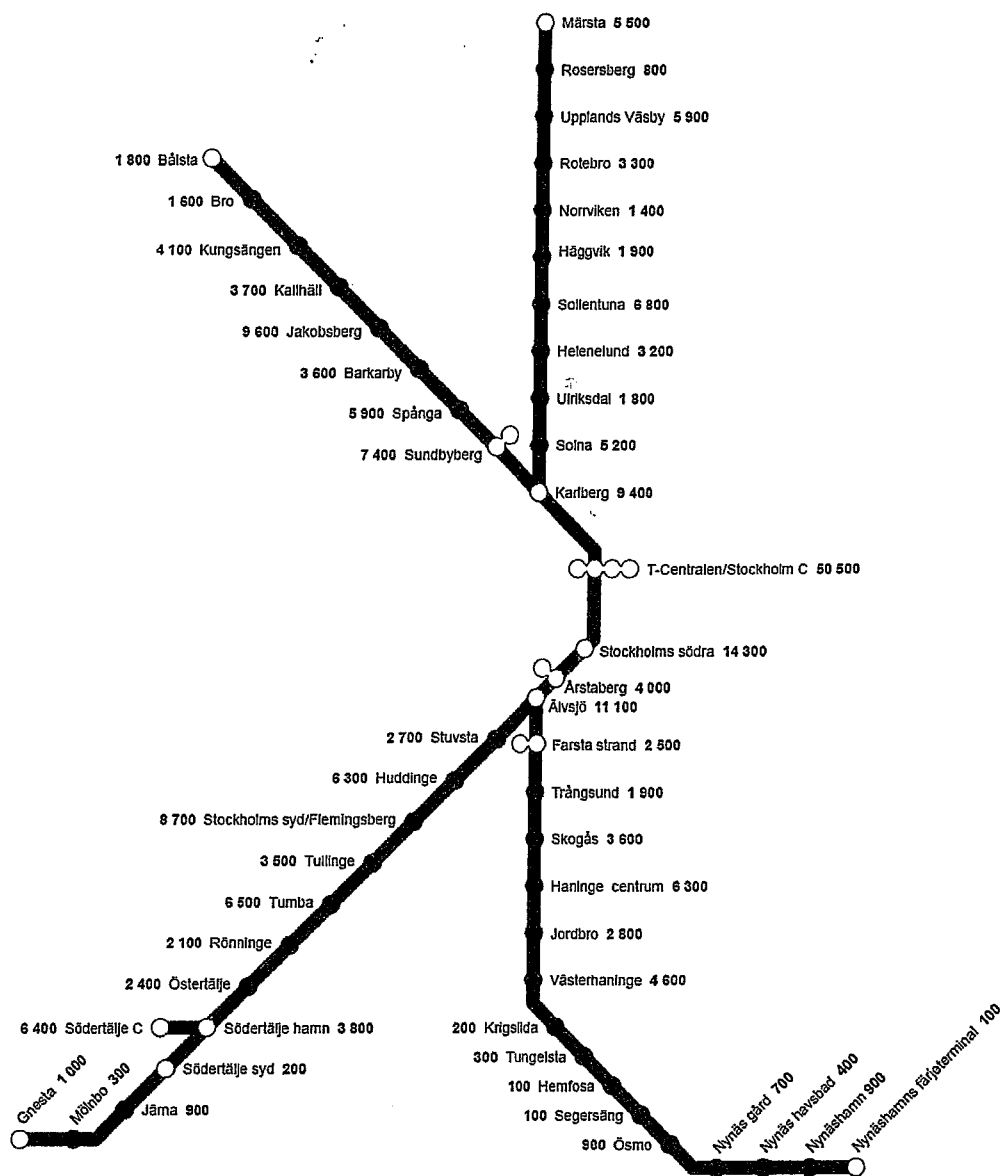 Märsta 5 500
Rosersberg 800
Upplands Väsby 5 900
Rotebro 3 300
Norrviken 1 400
Häggvik 1 900
Sollentuna 6 800
Helenelund 3 200
Ulriksdal 1 800
Solna 5 200
Karlberg 9 400
1 800 Bålsta
1 600 Bro
4 100 Kungsängen
3 700 Kallhäll
9 600 Jakobsberg
3 600 Barkarby
5 900 Spånga
7 400 Sundbyberg
T-Centralen/Stockholm C 50 500
Stockholms södra 14 300
Årstaberg 4 000
Älvsjö 11 100
2 700 Stuvsta
6 300 Huddinge
8 700 Stockholms syd/Flemingsberg
3 500 Tullinge
6 500 Tumba
2 100 Rönninge
2 400 Östertälje
6 400 Södertälje C
Södertälje hamn 3 800
Södertälje syd 200
Järna 900
Mölnbo 300
Gnesta 1 000
Farsta strand 2 500
Trångsund 1 900
Skogås 3 600
Haninge centrum 6 300
Jordbro 2 800
Västerhaninge 4 600
200 Krigslida
300 Tungelsta
100 Hemfosa
100 Segersäng
900 Ösmo
Nynäs gård 700
Nynäs havsbad 400
Nynäshamn 900
Nynäshamns färjeterminal 100